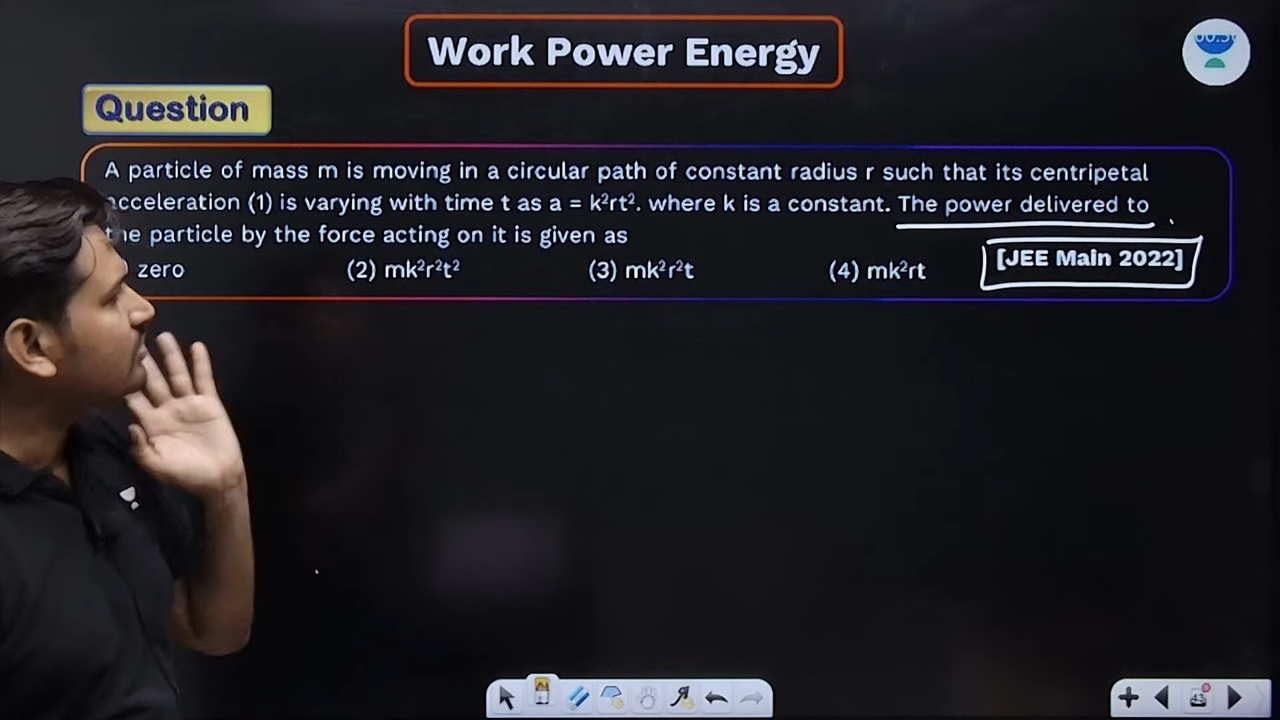 Work Power Energy
Question
A particle of mass m is moving in a circular path of constant radius r such that its centripetal
acceleration (1) is varying with time t as a = k²rt². where k is a constant. The power delivered to
the particle by the force acting on it is given as
zero (2) mk²r²t² (3) mk²r²t (4) mk²rt [JEE Main 2022]